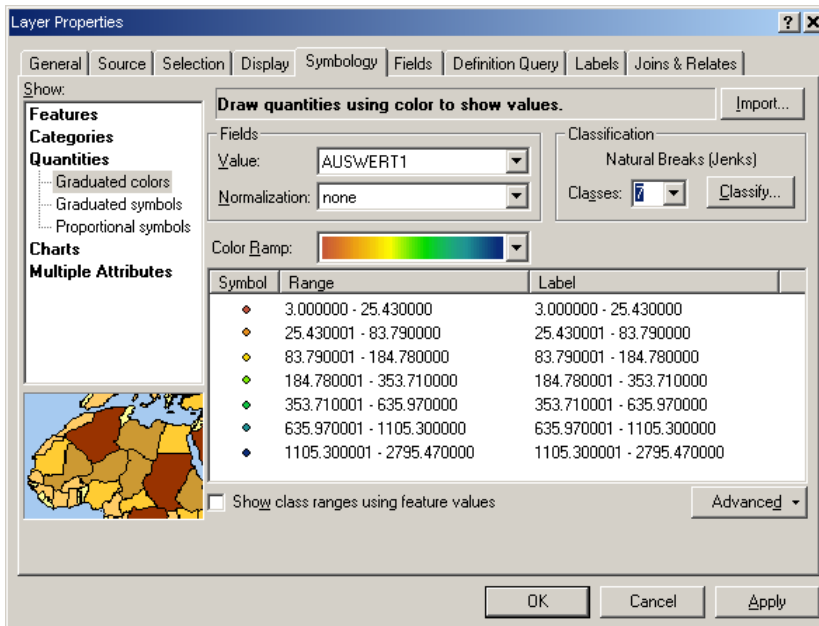 Layer Properties
General Source Selection Display Symbology Fields Definition Query Labels Joins & Relates
Show:
Features
Categories
Quantities
Graduated colors
Graduated symbols
Proportional symbols
Charts
Multiple Attributes
Draw quantities using color to show values.
Import...
Fields
Value: AUSWERT1
Normalization: none
Classification
Natural Breaks (Jenks)
Classes: 7 Classify...
Color Ramp:
Symbol Range Label
3.000000 - 25.430000 3.000000 - 25.430000
25.430001 - 83.790000 25.430001 - 83.790000
83.790001 - 184.780000 83.790001 - 184.780000
184.780001 - 353.710000 184.780001 - 353.710000
353.710001 - 635.970000 353.710001 - 635.970000
635.970001 - 1105.300000 635.970001 - 1105.300000
1105.300001 - 2795.470000 1105.300001 - 2795.470000
Show class ranges using feature values
Advanced
OK Cancel Apply